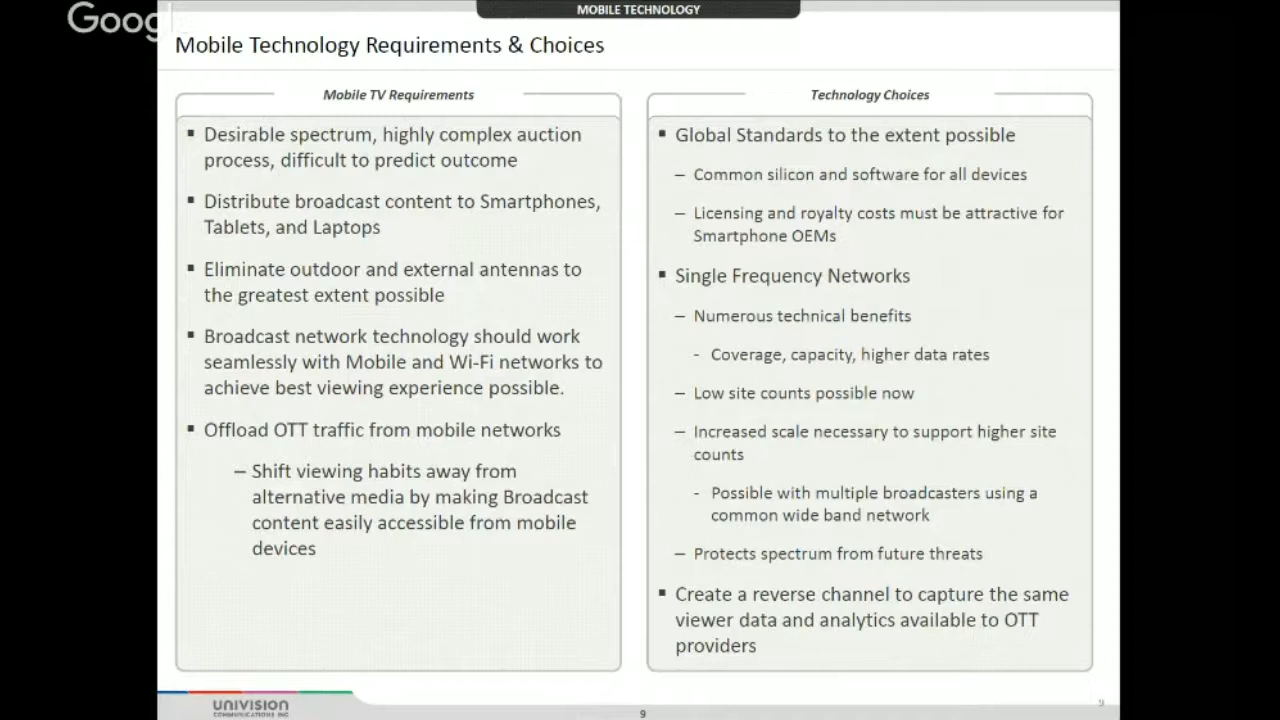 MOBILE TECHNOLOGY
Google
Mobile Technology Requirements & Choices
Mobile TV Requirements
▪ Desirable spectrum, highly complex auction
process, difficult to predict outcome
▪ Distribute broadcast content to Smartphones,
Tablets, and Laptops
▪ Eliminate outdoor and external antennas to
the greatest extent possible
▪ Broadcast network technology should work
seamlessly with Mobile and Wi-Fi networks to
achieve best viewing experience possible.
▪ Offload OTT traffic from mobile networks
– Shift viewing habits away from
alternative media by making Broadcast
content easily accessible from mobile
devices
Technology Choices
▪ Global Standards to the extent possible
– Common silicon and software for all devices
– Licensing and royalty costs must be attractive for
Smartphone OEMs
▪ Single Frequency Networks
– Numerous technical benefits
- Coverage, capacity, higher data rates
– Low site counts possible now
– Increased scale necessary to support higher site
counts
- Possible with multiple broadcasters using a
common wide band network
– Protects spectrum from future threats
▪ Create a reverse channel to capture the same
viewer data and analytics available to OTT
providers
9
UNIVISION
COMMUNICATIONS INC
9